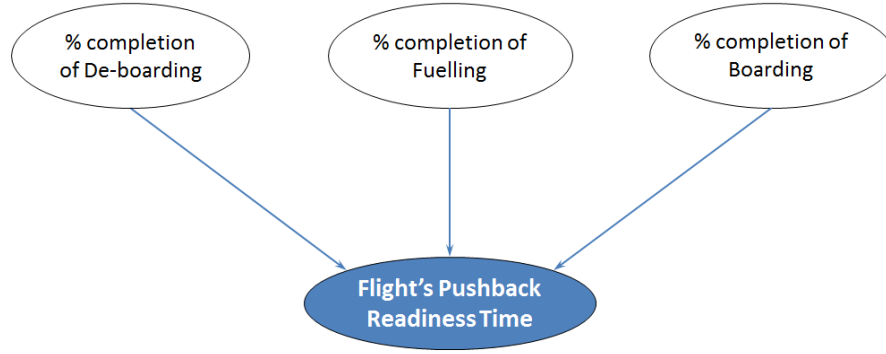 % completion
of De-boarding
% completion of
Fuelling
% completion of
Boarding
Flight’s Pushback
Readiness Time